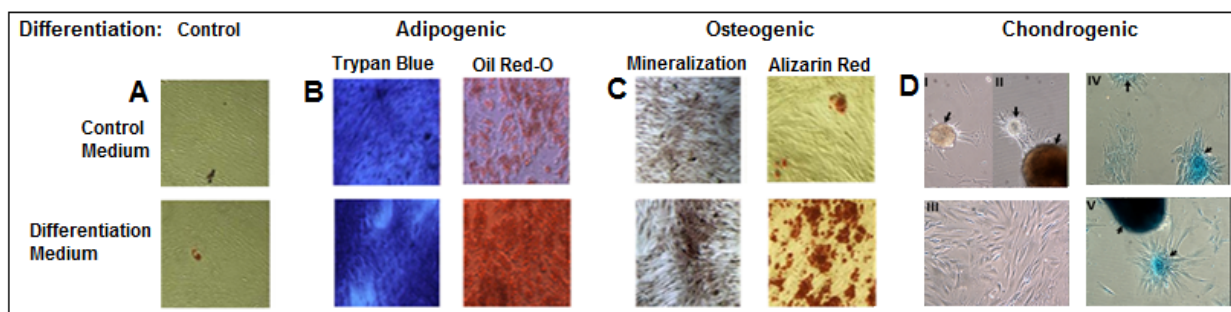 Differentiation: Control Adipogenic Osteogenic Chondrogenic
Trypan Blue Oil Red-O Mineralization Alizarin Red
A B C D
I II IV
Control
Medium
Differentiation
Medium
III V